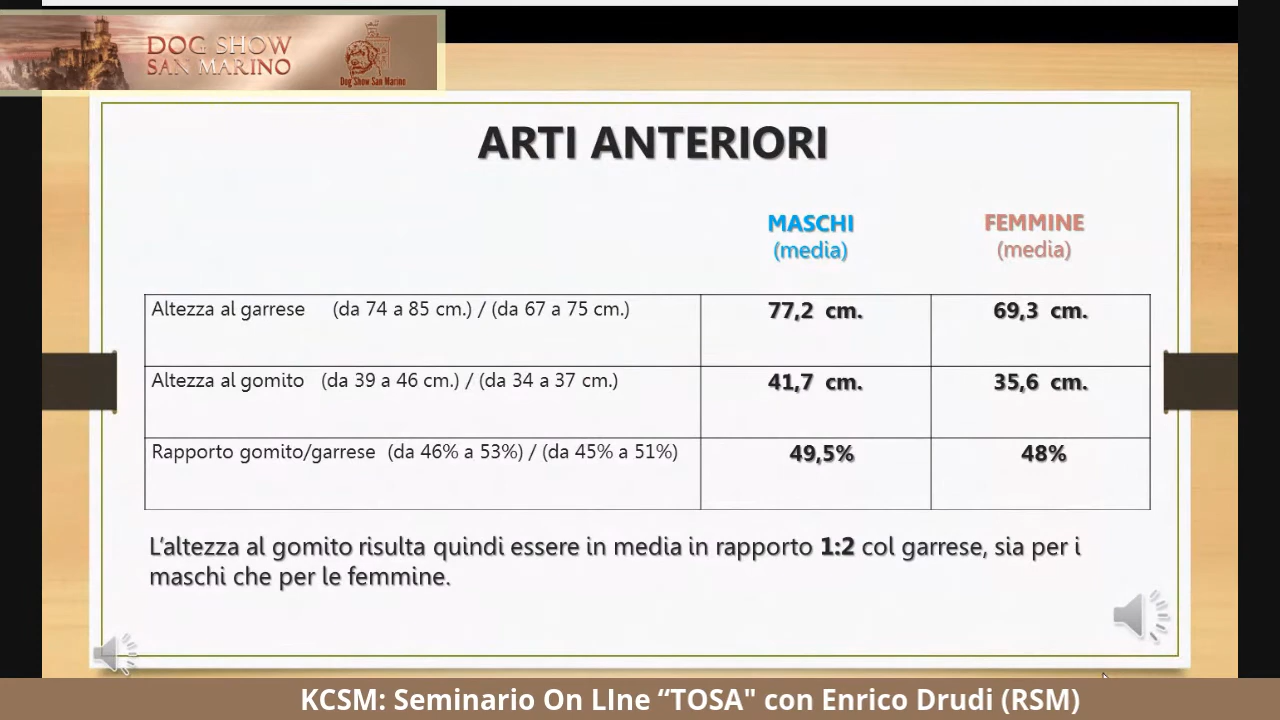 DOG SHOW
SAN MARINO
Dog Show San Marino
ARTI ANTERIORI
MASCHI FEMMINE
(media) (media)
Altezza al garrese (da 74 a 85 cm.) / (da 67 a 75 cm.) 77,2 cm. 69,3 cm.
Altezza al gomito (da 39 a 46 cm.) / (da 34 a 37 cm.) 41,7 cm. 35,6 cm.
Rapporto gomito/garrese (da 46% a 53%) / (da 45% a 51%) 49,5% 48%
L'altezza al gomito risulta quindi essere in media in rapporto 1:2 col garrese, sia per i
maschi che per le femmine.
KCSM: Seminario On LIne “TOSA" con Enrico Drudi (RSM)